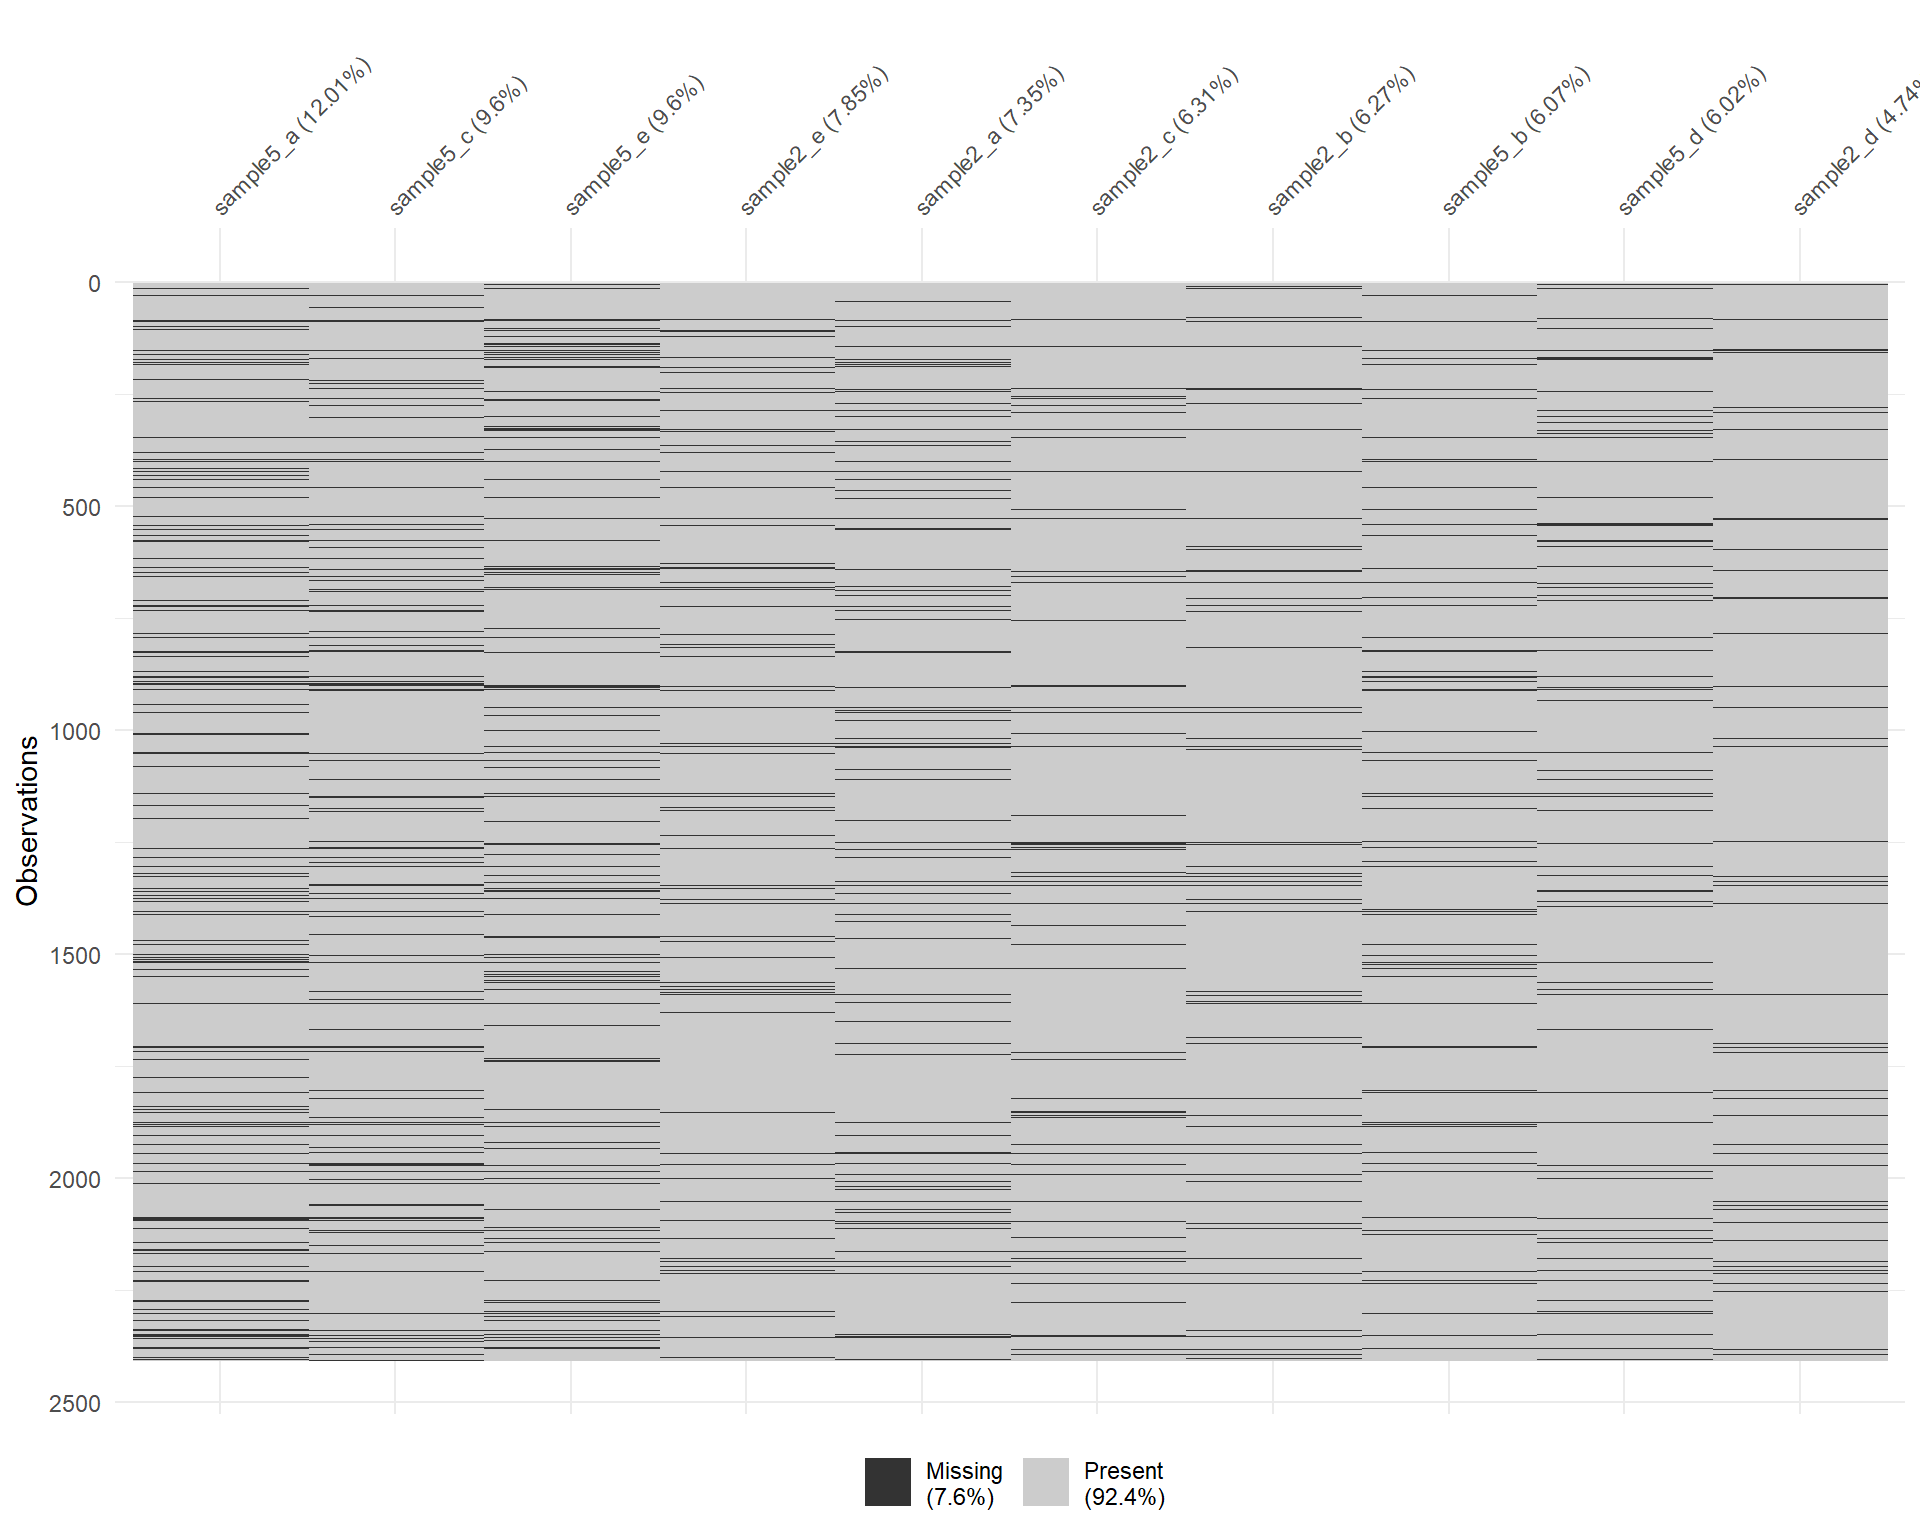 sample5_a (12.01%)
sample5_c (9.6%)
sample5_e (9.6%)
sample2_e (7.85%)
sample2_a (7.35%)
sample2_c (6.31%)
sample2_b (6.27%)
sample5_b (6.07%)
sample5_d (6.02%)
sample2_d (4.74%
0
500
1000
1500
2000
2500
Observations
Missing
(7.6%)
Present
(92.4%)